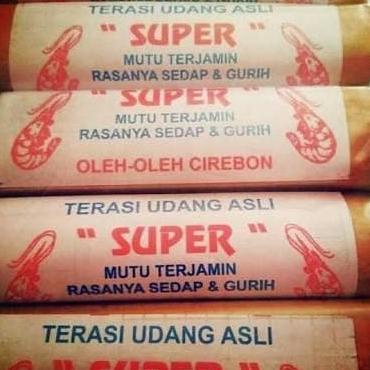 TERASI UDANG ASLI
" SUPER "
MUTU TERJAMIN
RASANYA SEDAP & GURIH
SUPER "
MUTU TERJAMIN
RASANYA SEDAP & GURIH
OLEH-OLEH CIREBON
TERASI UDANG ASLI
" SUPER "
MUTU TERJAMIN
RASANYA SEDAP & GURIH
TERASI UDANG ASLI
" SUPER "